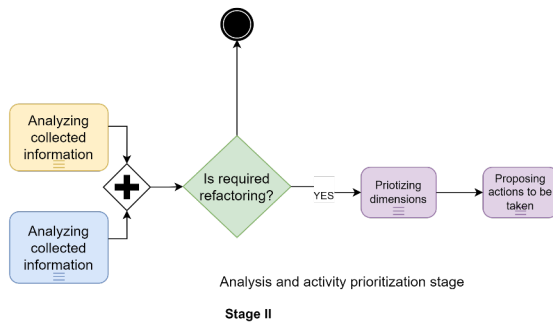 Analyzing
collected
information
Analyzing
collected
information
Is required
refactoring?
YES
Priotizing
dimensions
Proposing
actions to be
taken
Analysis and activity prioritization stage
Stage II